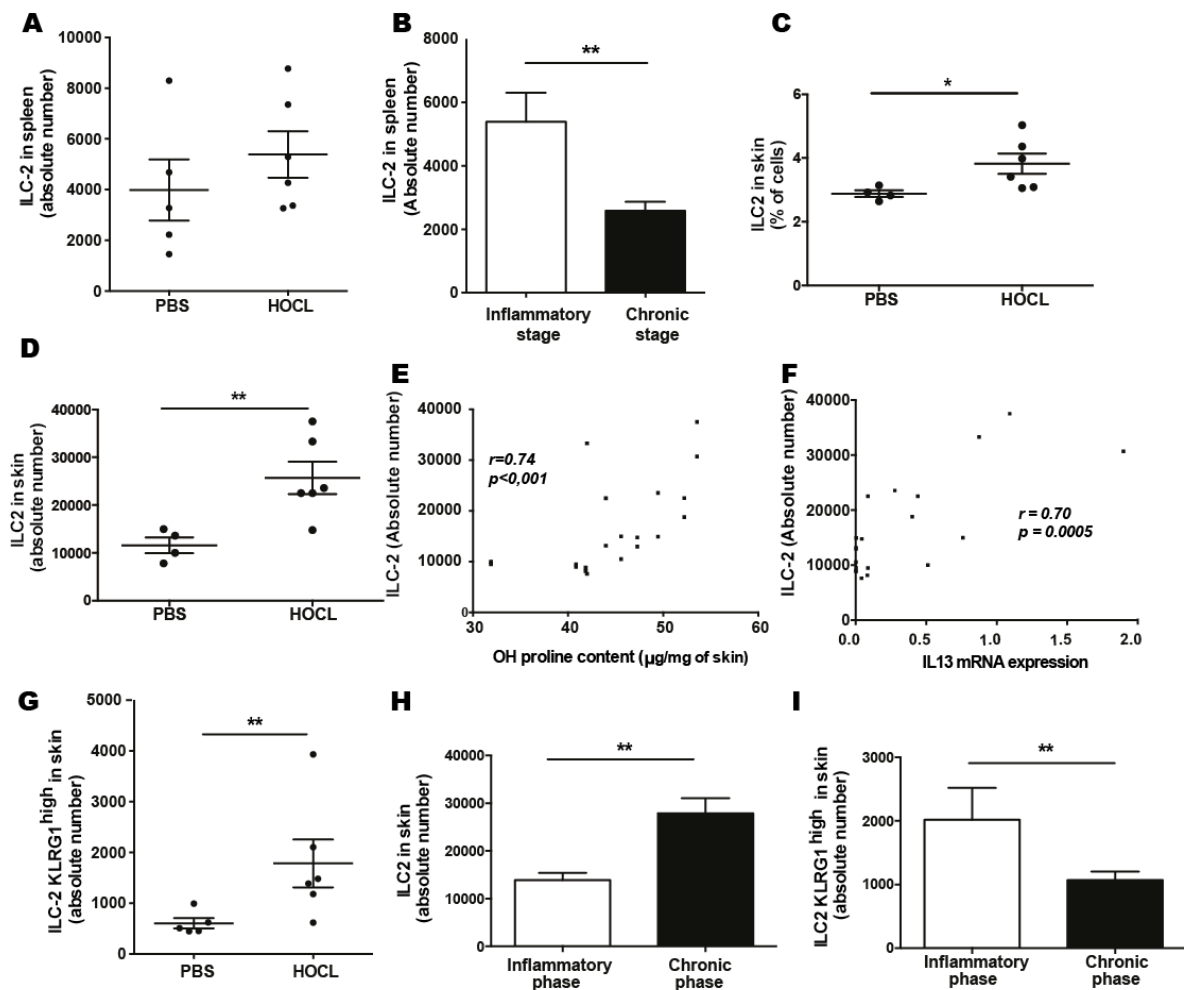 A
ILC-2 in spleen
(absolute number)
10000
8000
6000
4000
2000
0
PBS
HOCL
B
ILC-2 in spleen
(Absolute number)
8000
6000
4000
2000
0
**
Inflammatory
stage
Chronic
stage
C
ILC2 in skin
(% of cells)
6
4
2
0
*
PBS
HOCL
D
ILC2 in skin
(absolute number)
40000
30000
20000
10000
0
**
PBS
HOCL
E
ILC-2 (Absolute number)
40000
30000
20000
10000
0
r=0.74
p<0,001
30
40
50
60
OH proline content (µg/mg of skin)
F
ILC-2 (Absolute number)
40000
30000
20000
10000
0
r = 0.70
p = 0.0005
0.0
0.5
1.0
1.5
2.0
IL13 mRNA expression
G
ILC-2 KLRG1high in skin
(absolute number)
5000
4000
3000
2000
1000
0
**
PBS
HOCL
H
ILC2 in skin
(absolute number)
40000
30000
20000
10000
0
**
Inflammatory
phase
Chronic
phase
I
ILC2 KLRG1high in skin
(absolute number)
3000
2000
1000
0
**
Inflammatory
phase
Chronic
phase